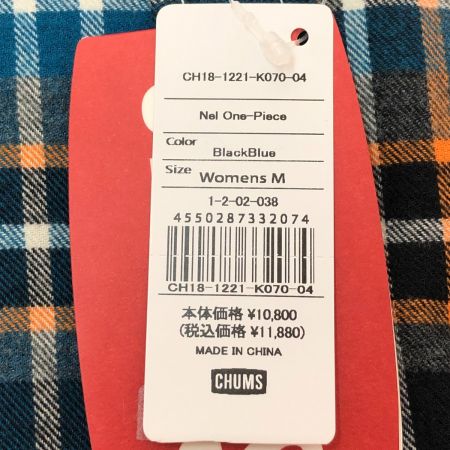 CH18-1221-K070-04
Nel One-Piece
Color BlackBlue
Size Womens M
1-2-02-038
4550287332074
CH18-1221-K070-04
本体価格 ¥10,800
(税込価格 ¥11,880)
MADE IN CHINA
CHUMS